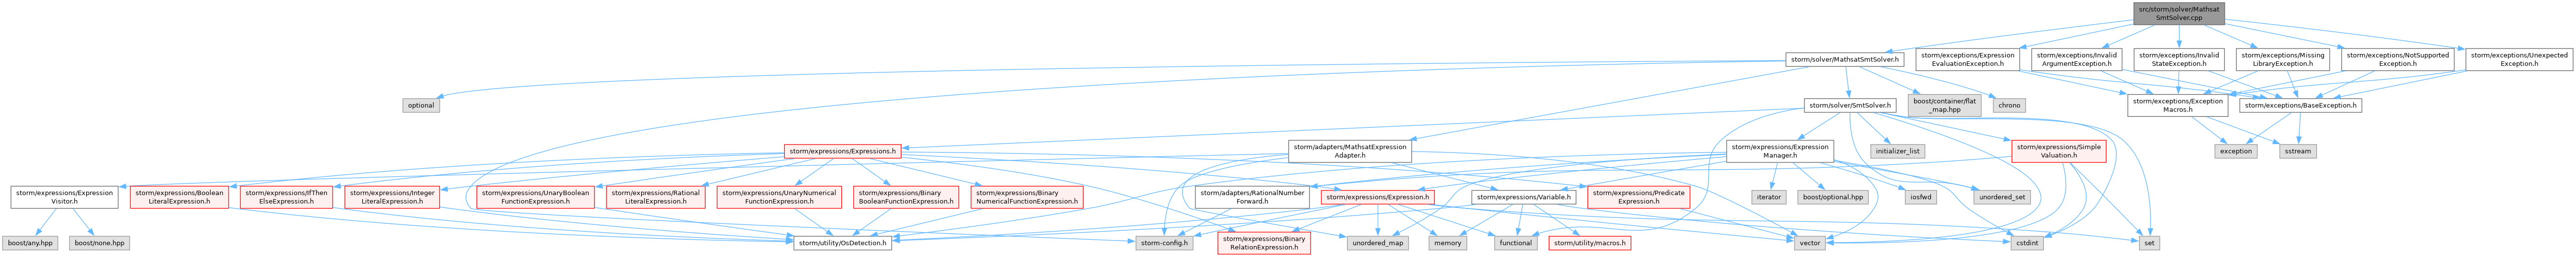 src/storm/solver/Mathsat
SmtSolver.cpp
storm/solver/MathsatSmtSolver.h
storm/exceptions/Expression
EvaluationException.h
storm/exceptions/Invalid
ArgumentException.h
storm/exceptions/Invalid
StateException.h
storm/exceptions/Missing
LibraryException.h
storm/exceptions/NotSupported
Exception.h
storm/exceptions/Unexpected
Exception.h
optional
storm/solver/SmtSolver.h
boost/container/flat
_map.hpp
chrono
storm/exceptions/Exception
Macros.h
storm/exceptions/BaseException.h
storm/expressions/Expressions.h
storm/adapters/MathsatExpression
Adapter.h
storm/expressions/Expression
Manager.h
initializer_list
storm/expressions/Simple
Valuation.h
exception
sstream
storm/expressions/Expression
Visitor.h
storm/expressions/Boolean
LiteralExpression.h
storm/expressions/IfThen
ElseExpression.h
storm/expressions/Integer
LiteralExpression.h
storm/expressions/UnaryBoolean
FunctionExpression.h
storm/expressions/Rational
LiteralExpression.h
storm/expressions/UnaryNumerical
FunctionExpression.h
storm/expressions/Binary
BooleanFunctionExpression.h
storm/expressions/Binary
NumericalFunctionExpression.h
storm/adapters/RationalNumber
Forward.h
storm/expressions/Expression.h
storm/expressions/Variable.h
storm/expressions/Predicate
Expression.h
iterator
boost/optional.hpp
iosfwd
unordered_set
boost/any.hpp
boost/none.hpp
storm/utility/OsDetection.h
storm-config.h
storm/expressions/Binary
RelationExpression.h
unordered_map
memory
functional
storm/utility/macros.h
vector
cstdint
set